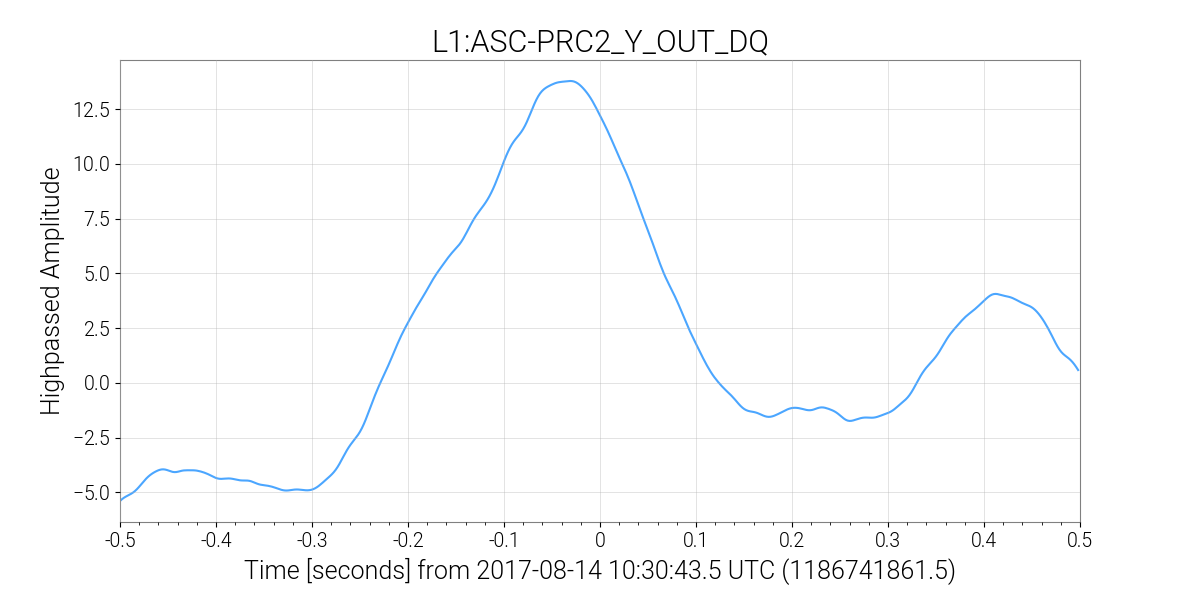 L1:ASC-PRC2_Y_OUT_DQ
Highpassed Amplitude
12.5
10.0
7.5
5.0
2.5
0.0
−2.5
−5.0
-0.5 -0.4 -0.3 -0.2 -0.1 0 0.1 0.2 0.3 0.4 0.5
Time [seconds] from 2017-08-14 10:30:43.5 UTC (1186741861.5)